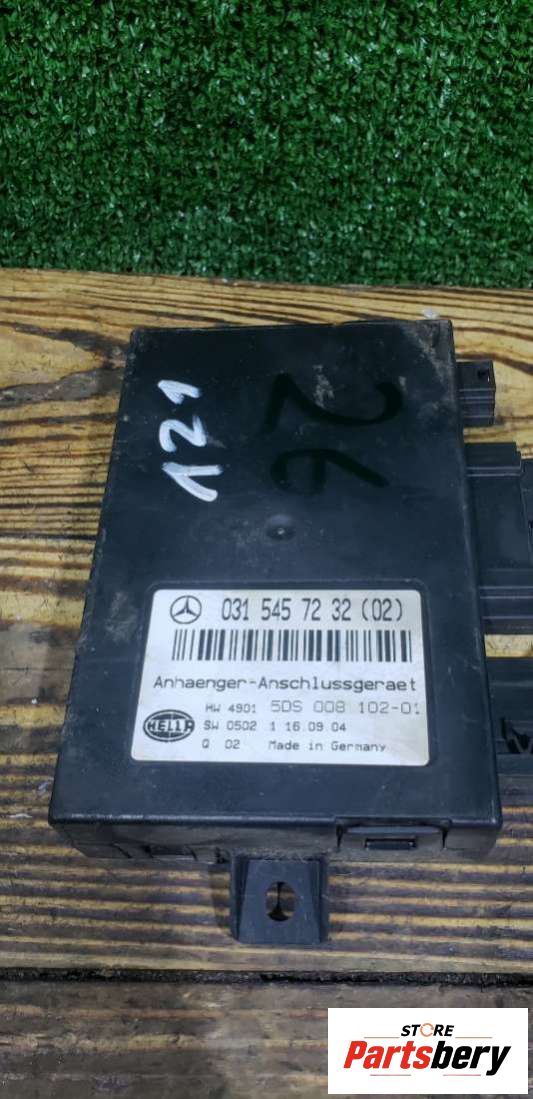 121
26
031 545 72 32 (02)
Anhaenger-Anschlussgeraet
HW 4901 5DS 008 102-01
HELLA
SW 0502 1 16.09 04
Q 02 Made in Germany
STORE
Partsbery